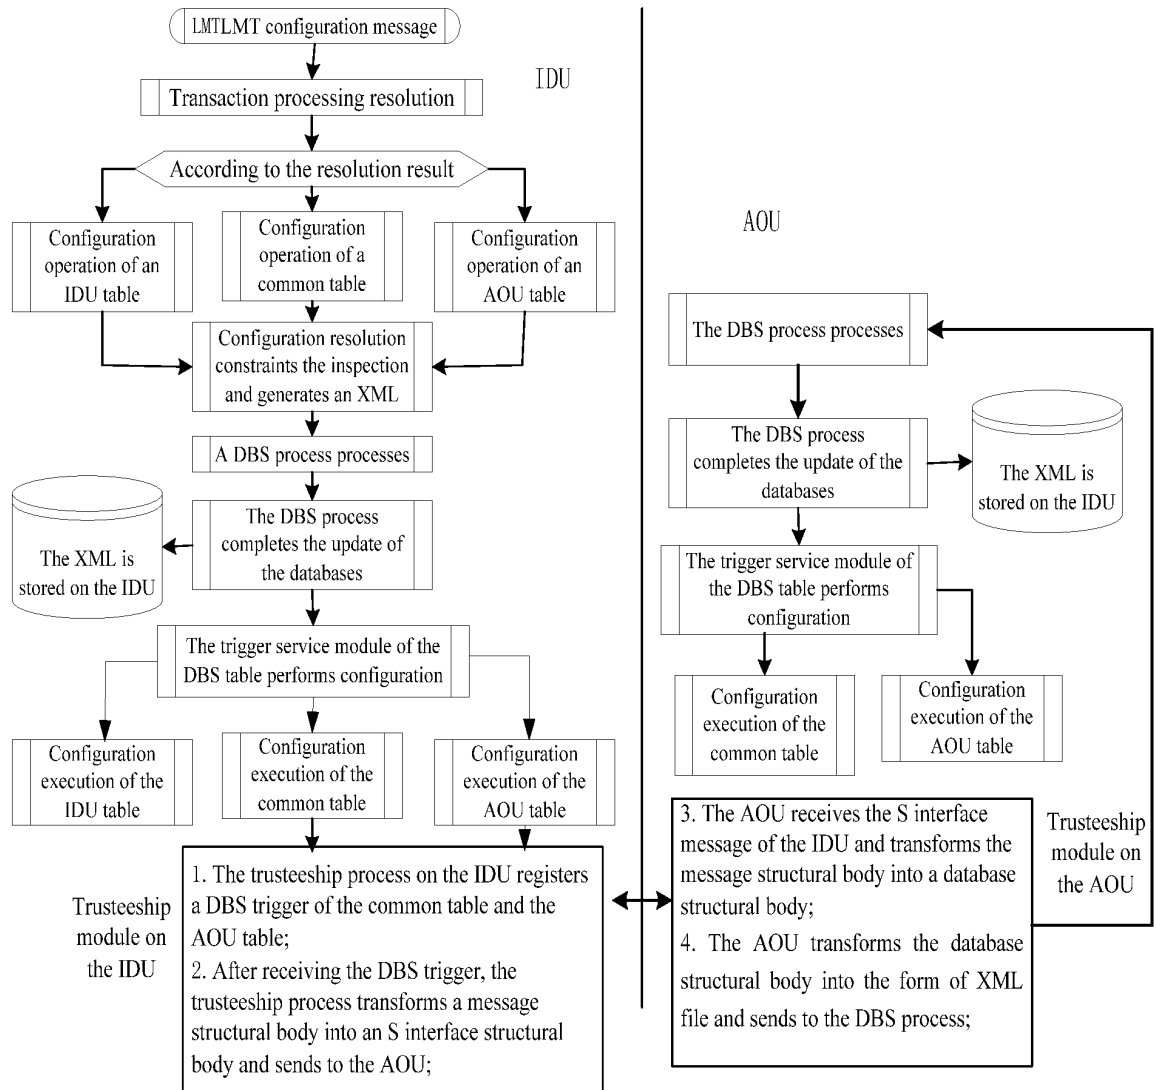 LMTLMT configuration message
IDU
Transaction processing resolution
According to the resolution result
Configuration
operation of an
IDU table
Configuration
operation of a
common table
Configuration
operation of an
AOU table
Configuration resolution
constraints the inspection
and generates an XML
A DBS process processes
The DBS process
completes the update of
the databases
The XML is
stored on the IDU
The trigger service module of the
DBS table performs configuration
Configuration
execution of the
IDU table
Configuration
execution of the
common table
Configuration
execution of the
AOU table
Trusteeship
module on
the IDU
1. The trusteeship process on the IDU registers
a DBS trigger of the common table and the
AOU table;
2. After receiving the DBS trigger, the
trusteeship process transforms a message
structural body into an S interface structural
body and sends to the AOU;
AOU
The DBS process processes
The DBS process
completes the update of the
databases
The XML is
stored on the IDU
The trigger service module of
the DBS table performs
configuration
Configuration
execution of the
common table
Configuration
execution of the
AOU table
3. The AOU receives the S interface
message of the IDU and transforms the
message structural body into a database
structural body;
4. The AOU transforms the database
structural body into the form of XML
file and sends to the DBS process;
Trusteeship
module on
the AOU